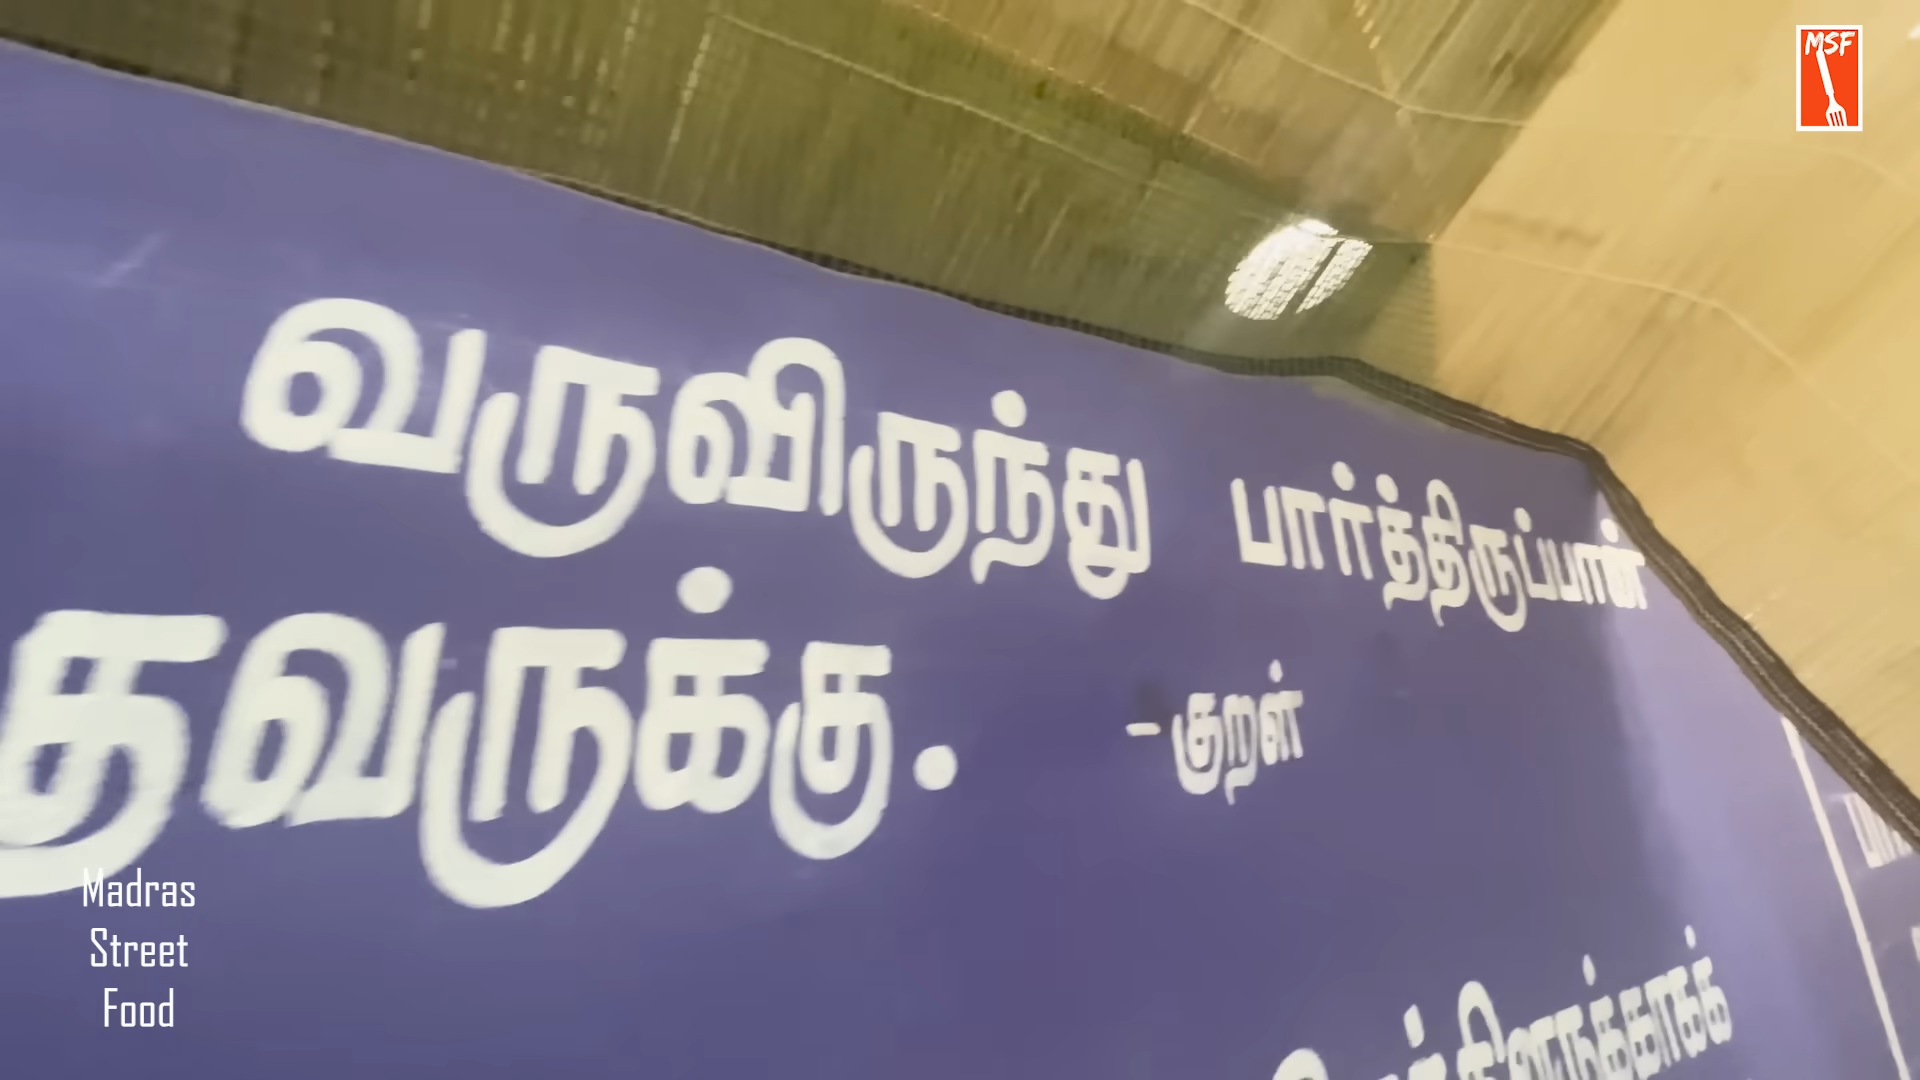 MSF
வருவிருந்து பார்த்திருப்பான்
தவருக்கு.
- குறள்
Madras
Street
Food